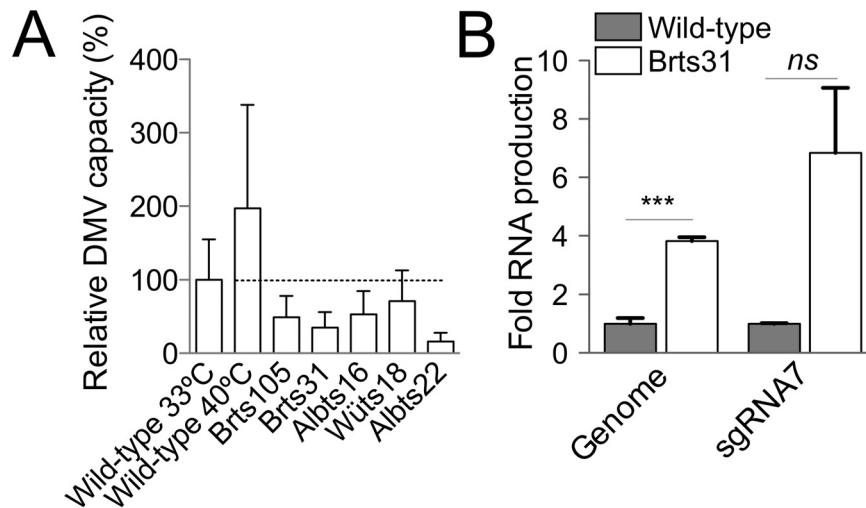 A
Relative DMV capacity (%)
400
300
200
100
0
Wild-type 33ºC
Wild-type 40ºC
Brts105
Brts31
Albts16
Wüts18
Albts22
B
Wild-type
Brts31
Fold RNA production
10
8
6
4
2
0
***
ns
Genome
sgRNA7